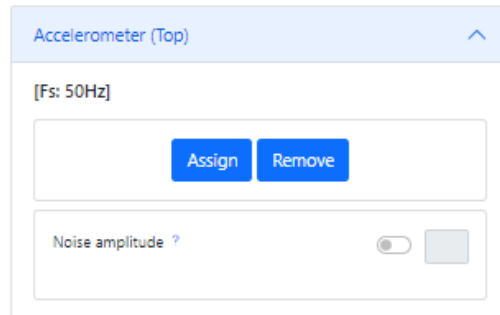 Accelerometer (Top)
[Fs: 50Hz]
Assign Remove
Noise amplitude ?